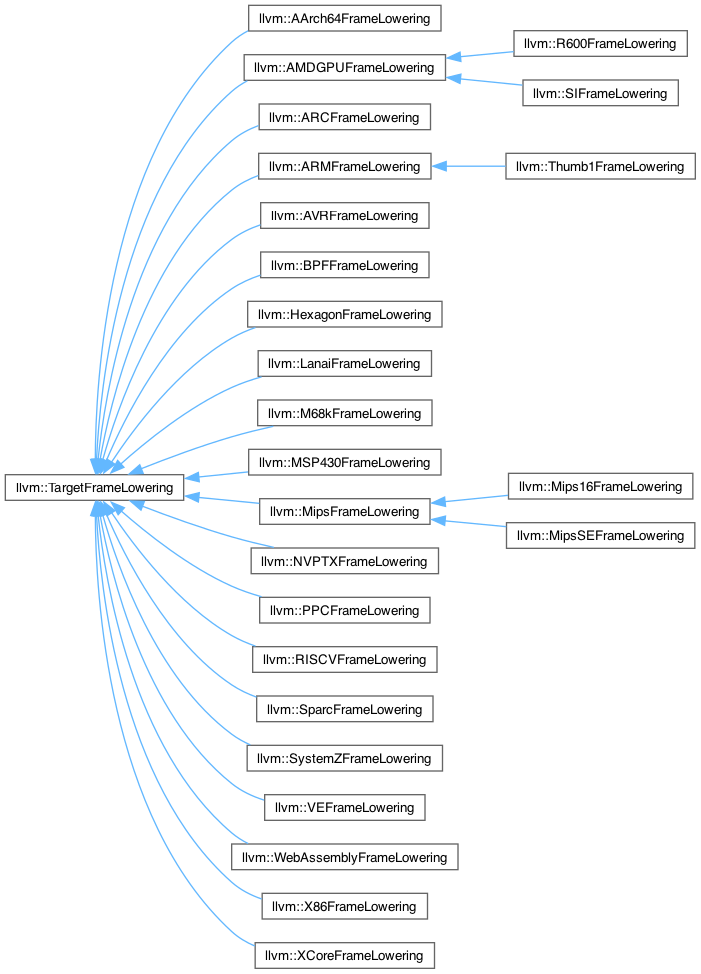 llvm::AArch64FrameLowering
llvm::R600FrameLowering
llvm::AMDGPUFrameLowering
llvm::SIFrameLowering
llvm::ARCFrameLowering
llvm::ARMFrameLowering
llvm::Thumb1FrameLowering
llvm::AVRFrameLowering
llvm::BPFFrameLowering
llvm::HexagonFrameLowering
llvm::LanaiFrameLowering
llvm::M68kFrameLowering
llvm::MSP430FrameLowering
llvm::TargetFrameLowering
llvm::Mips16FrameLowering
llvm::MipsFrameLowering
llvm::MipsSEFrameLowering
llvm::NVPTXFrameLowering
llvm::PPCFrameLowering
llvm::RISCVFrameLowering
llvm::SparcFrameLowering
llvm::SystemZFrameLowering
llvm::VEFrameLowering
llvm::WebAssemblyFrameLowering
llvm::X86FrameLowering
llvm::XCoreFrameLowering